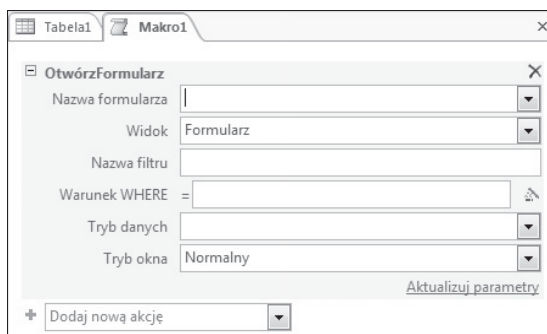 Tabela1 Makro1
OtwórzFormularz
Nazwa formularza
Widok Formularz
Nazwa filtru
Warunek WHERE =
Tryb danych
Tryb okna Normalny
Aktualizuj parametry
Dodaj nową akcję